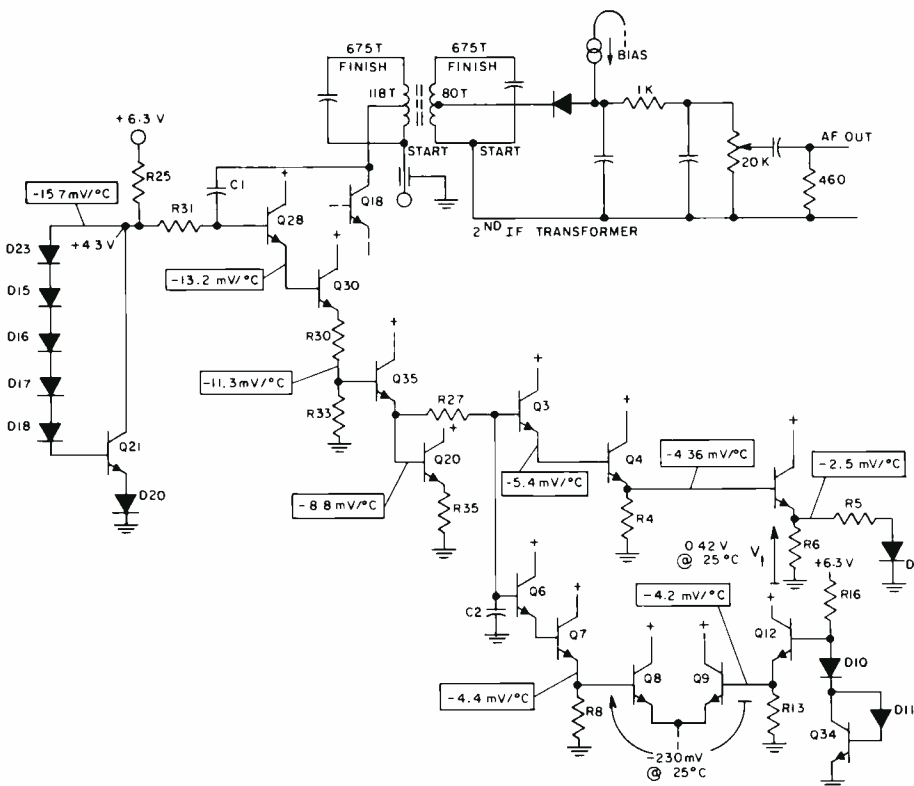 675T
FINISH
675T
FINISH
BIAS
118T
80T
1K
+6.3 V
START
START
20K
AF OUT
460
R25
C1
-15.7mV/°C
R31
Q28
Q18
2ND IF TRANSFORMER
+4.3V
D23
-13.2 mV/°C
Q30
D15
D16
R30
D17
-11.3mV/°C
Q35
R27
Q3
D18
R33
Q21
Q20
Q4
-4.36 mV/°C
-2.5 mV/°C
-5.4 mV/°C
D20
-8.8 mV/°C
R35
R4
R5
R6
0.42 V
@ 25°C
V1
+6.3V
D
Q6
-4.2 mV/°C
R16
C2
Q7
Q12
Q8
Q9
D10
-4.4 mV/°C
R8
R13
D11
Q34
-230mV
@ 25°C